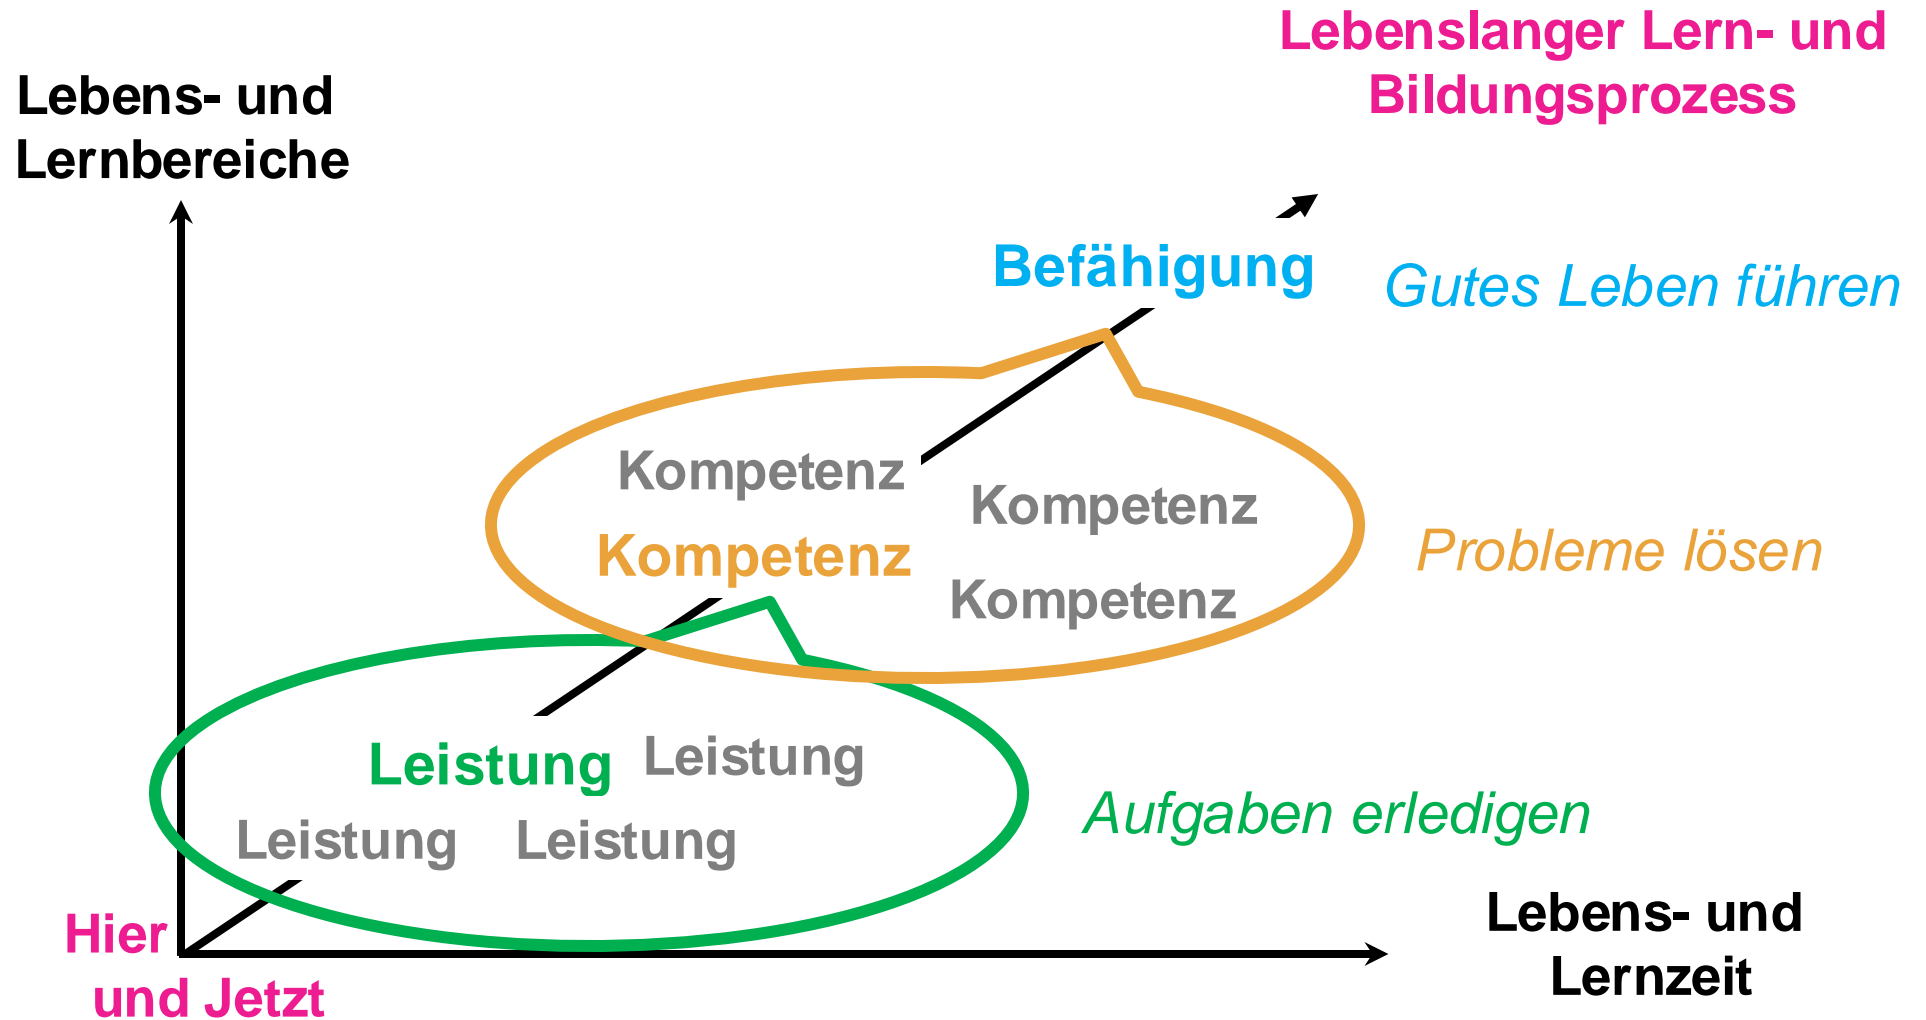 Lebenslanger Lern- und
Bildungsprozess
Lebens- und
Lernbereiche
Befähigung
Gutes Leben führen
Kompetenz
Kompetenz
Kompetenz
Probleme lösen
Kompetenz
Leistung
Leistung
Aufgaben erledigen
Leistung
Leistung
Hier
und Jetzt
Lebens- und
Lernzeit